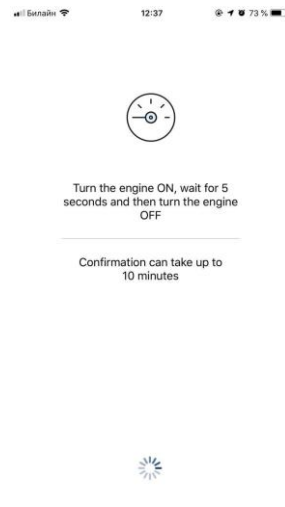 Билайн 12:37 73 %
Turn the engine ON, wait for 5
seconds and then turn the engine
OFF
Confirmation can take up to
10 minutes